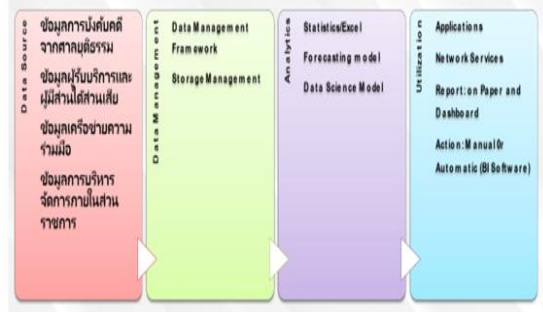 Data Source
ข้อมูลการบังคับคดี
จากศาลยุติธรรม
ข้อมูลผู้รับบริการและ
ผู้มีส่วนได้ส่วนเสีย
ข้อมูลเครือข่ายความ
ร่วมมือ
ข้อมูลการบริหาร
จัดการภายในส่วน
ราชการ
Data Management
Data Management
Framework
Storage Management
Analytics
Statistics/Excel
Forecasting model
Data Science Model
Utilization
Applications
Network Services
Report: on Paper and
Dashboard
Action: Manual Or
Automatic (BI Software)